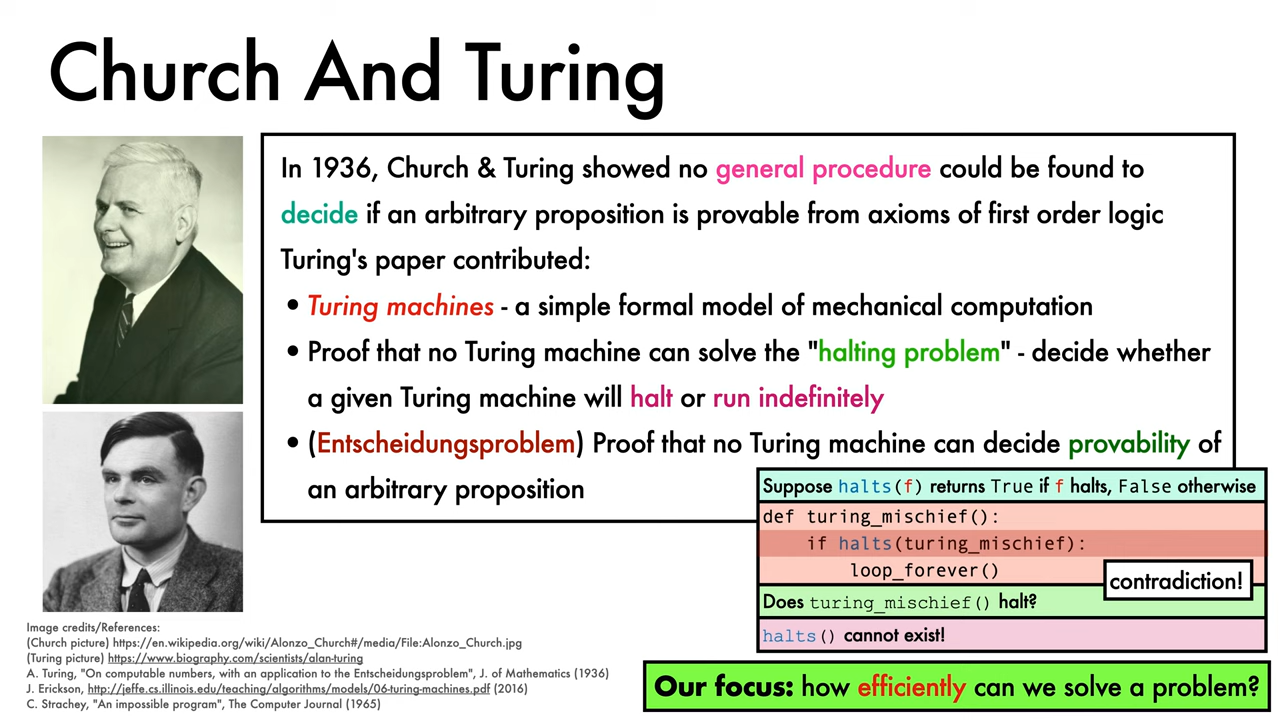 Church And Turing
In 1936, Church & Turing showed no general procedure could be found to
decide if an arbitrary proposition is provable from axioms of first order logic
Turing's paper contributed:
• Turing machines - a simple formal model of mechanical computation
• Proof that no Turing machine can solve the "halting problem" - decide whether
a given Turing machine will halt or run indefinitely
• (Entscheidungsproblem) Proof that no Turing machine can decide provability of
an arbitrary proposition
Suppose halts(f) returns True if f halts, False otherwise
def turing_mischief():
if halts(turing_mischief):
loop_forever()
contradiction!
Does turing_mischief() halt?
halts() cannot exist!
Image credits/References:
(Church picture) https://en.wikipedia.org/wiki/Alonzo_Church#/media/File:Alonzo_Church.jpg
(Turing picture) https://www.biography.com/scientists/alan-turing
A. Turing, "On computable numbers, with an application to the Entscheidungsproblem", J. of Mathematics (1936)
J. Erickson, http://jeffe.cs.illinois.edu/teaching/algorithms/models/06-turing-machines.pdf (2016)
C. Strachey, "An impossible program", The Computer Journal (1965)
Our focus: how efficiently can we solve a problem?